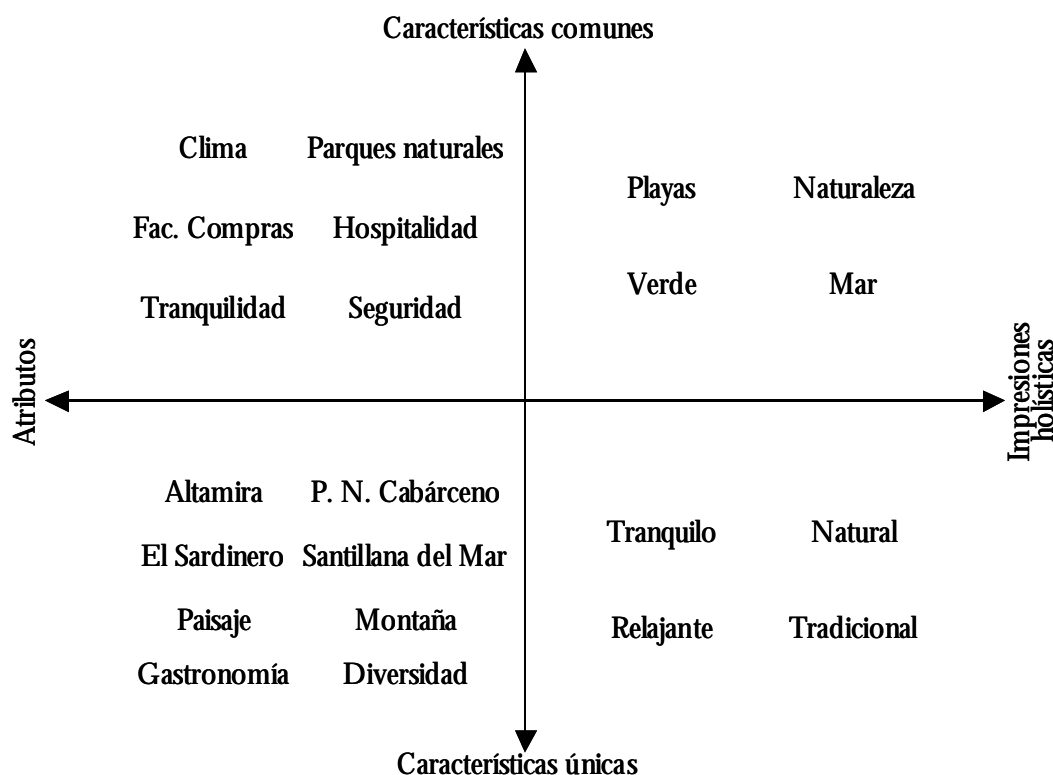 Características comunes
Clima Parques naturales
Playas Naturaleza
Fac. Compras Hospitalidad
Verde Mar
Tranquilidad Seguridad
Atributos
Impresiones
holísticas
Altamira P. N. Cabárceno
Tranquilo Natural
El Sardinero Santillana del Mar
Paisaje Montaña
Relajante Tradicional
Gastronomía Diversidad
Características únicas